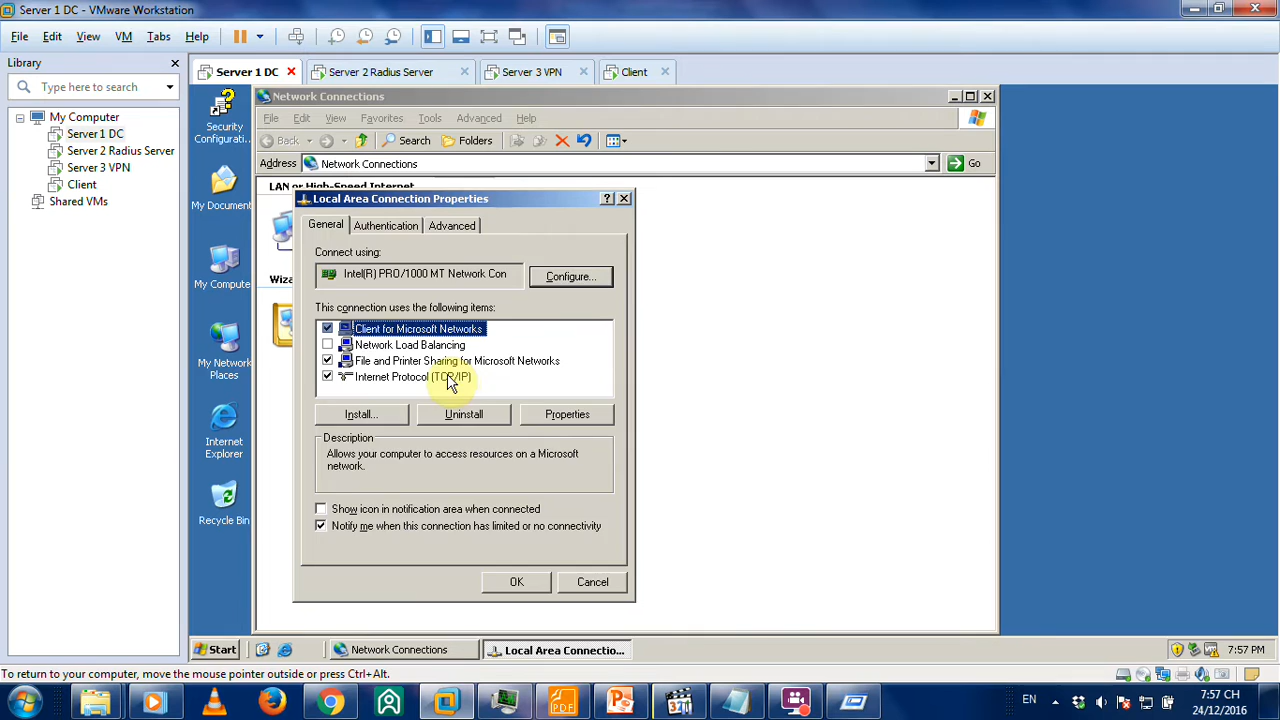 Server 1 DC - VMware Workstation
File Edit View VM Tabs Help
Library
Type here to search
My Computer
Server 1 DC
Server 2 Radius Server
Server 3 VPN
Client
Shared VMs
Server 1 DC Server 2 Radius Server Server 3 VPN Client
Security
Configurati...
My Document
My Compute
My Network
Places
Internet
Explorer
Recycle Bin
Network Connections
File Edit View Favorites Tools Advanced Help
Back Search Folders
Address Network Connections Go
LAN or High-Speed Internet
Wiza
Local Area Connection Properties
General Authentication Advanced
Connect using:
Intel(R) PRO/1000 MT Network Con
Configure...
This connection uses the following items:
Client for Microsoft Networks
Network Load Balancing
File and Printer Sharing for Microsoft Networks
Internet Protocol (TCP/IP)
Install... Uninstall Properties
Description
Allows your computer to access resources on a Microsoft
network.
Show icon in notification area when connected
Notify me when this connection has limited or no connectivity
OK Cancel
Start Network Connections Local Area Connectio... 7:57 PM
To return to your computer, move the mouse pointer outside or press Ctrl+Alt.
EN 7:57 CH
24/12/2016